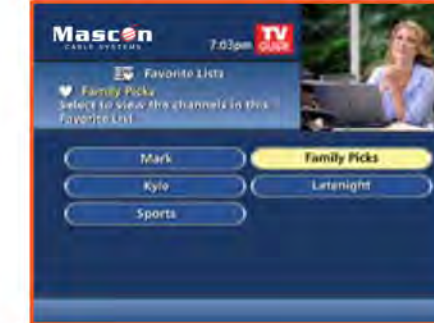 Mascon
CABLE SYSTEMS
7:03pm
TV
GUIDE
Favorite Lists
Family Picks
Select to view the channels in this
Favorite List.
Mark
Family Picks
Kyle
Latenight
Sports